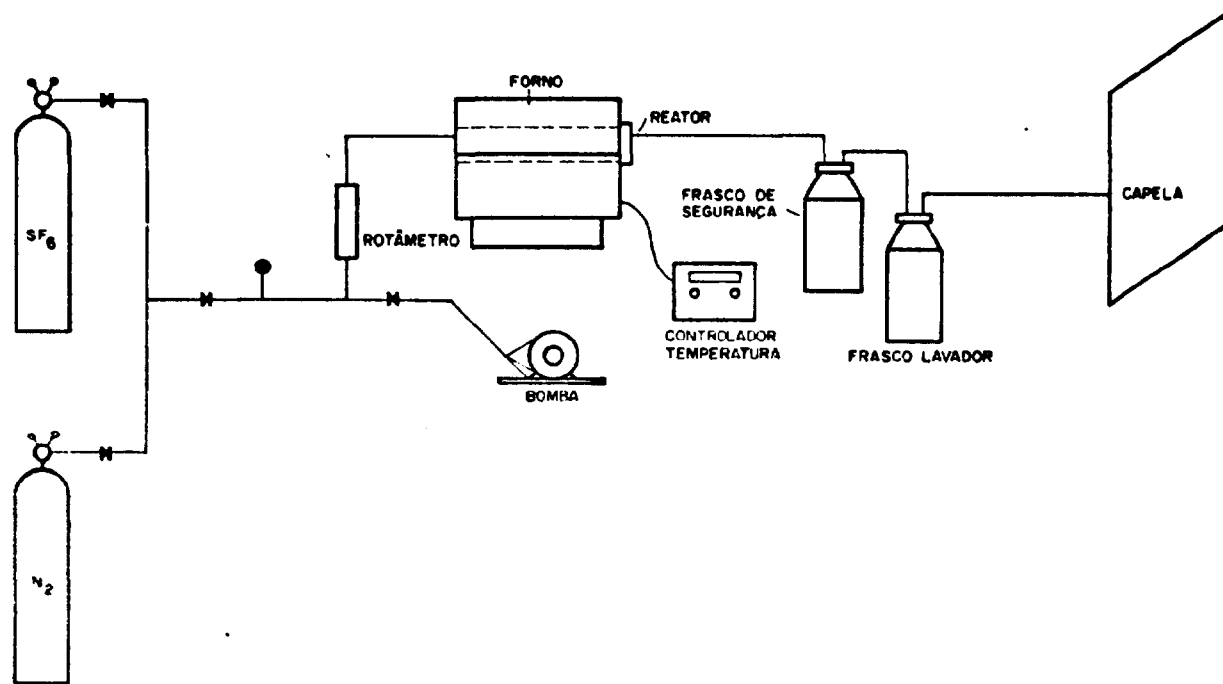 FORNO
REATOR
SF6
ROTÂMETRO
FRASCO DE
SEGURANÇA
CAPELA
CONTROLADOR
TEMPERATURA
FRASCO LAVADOR
BOMBA
N2